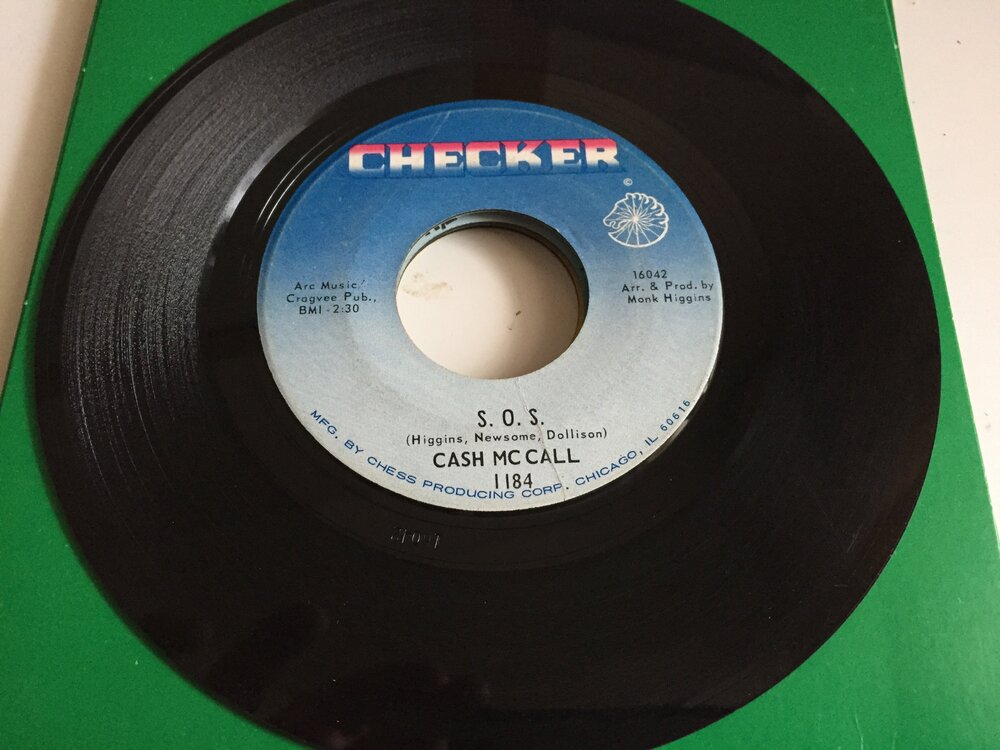 CHECKER
©
Arc Music/
Cragvee Pub.,
BMI - 2:30
16042
Arr. & Prod. by
Monk Higgins
S. O. S.
(Higgins, Newsome, Dollison)
CASH MC CALL
1184
MFG. BY CHESS PRODUCING CORP. CHICAGO, IL 60616